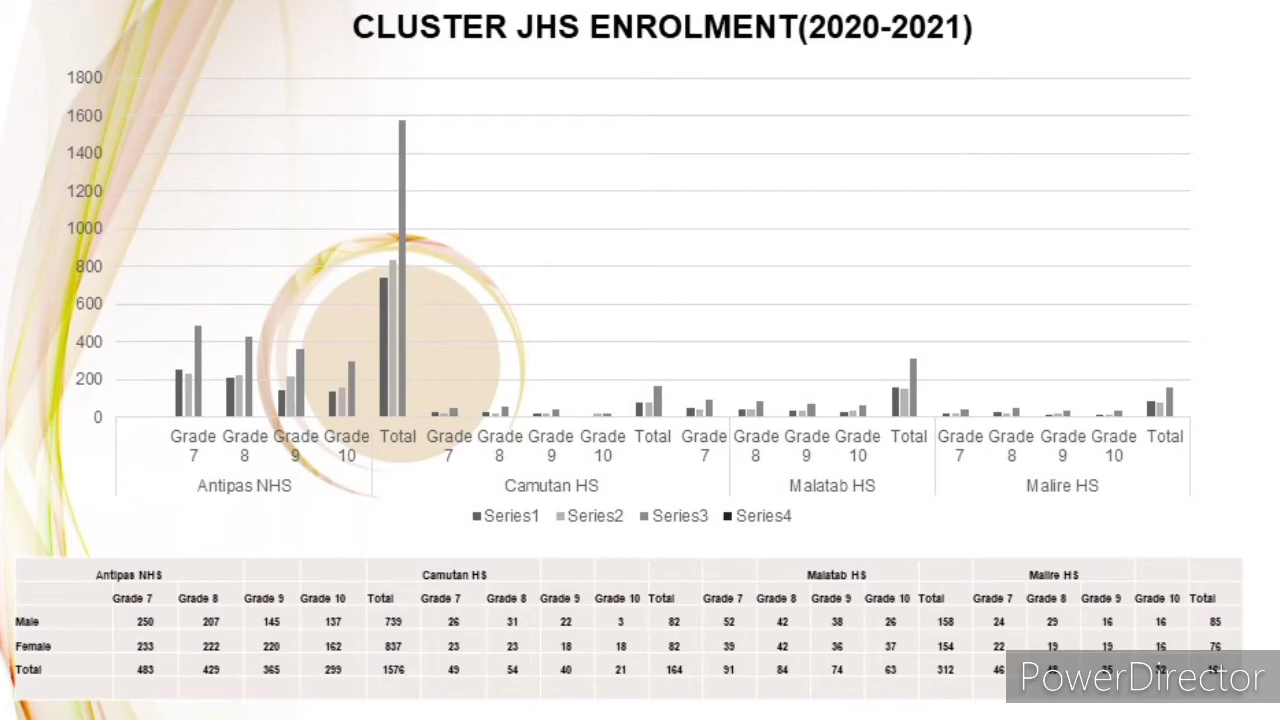 CLUSTER JHS ENROLMENT(2020-2021)
1800
1600
1400
1200
1000
800
600
400
200
0
Grade 7 Grade 8 Grade 9 Grade 10 Total Grade 7 Grade 8 Grade 9 Grade 10 Total Grade 7 Grade 8 Grade 9 Grade 10 Total Grade 7 Grade 8 Grade 9 Grade 10 Total
Antipas NHS Camutan HS Malatab HS Malire HS
Series1 Series2 Series3 Series4
Antipas NHS Camutan HS Malatab HS Malire HS
Grade 7 Grade 8 Grade 9 Grade 10 Total Grade 7 Grade 8 Grade 9 Grade 10 Total Grade 7 Grade 8 Grade 9 Grade 10 Total Grade 7 Grade 8 Grade 9 Grade 10 Total
Male 250 207 145 137 739 26 31 22 3 82 52 42 38 26 158 24 29 16 16 85
Female 233 222 220 162 837 23 23 18 18 82 39 42 36 37 154 22 19 19 16 76
Total 483 429 365 299 1576 49 54 40 21 164 91 84 74 63 312 46
PowerDirector